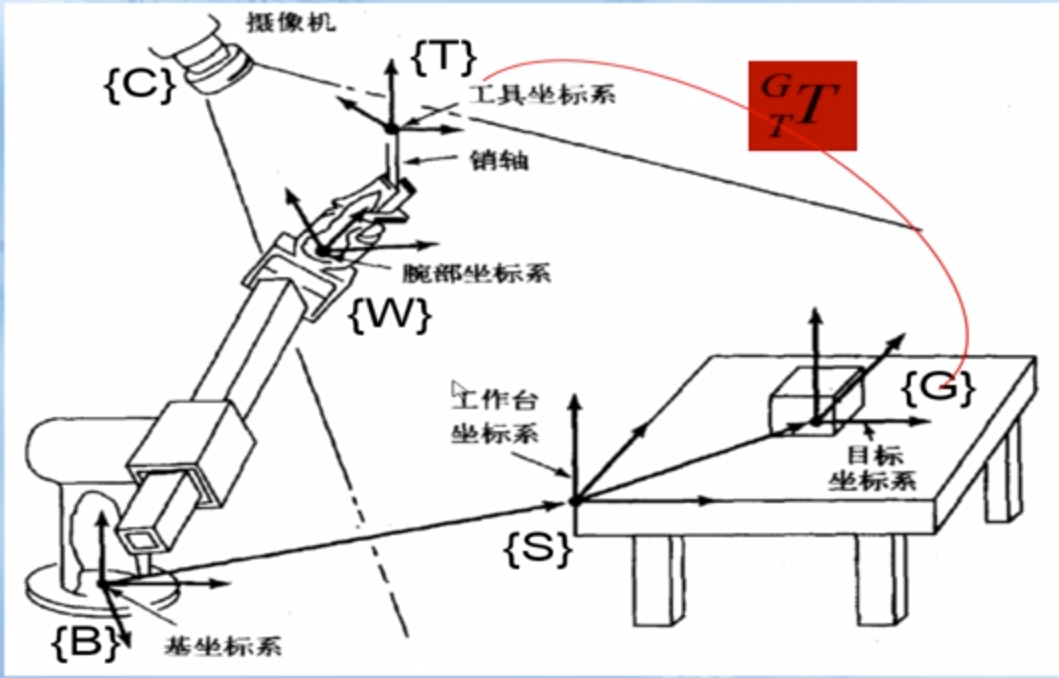 摄像机
{C}
{T}
工具坐标系
G
T T
销轴
腕部坐标系
{W}
工作台
坐标系
{G}
目标
坐标系
{S}
{B}
基坐标系